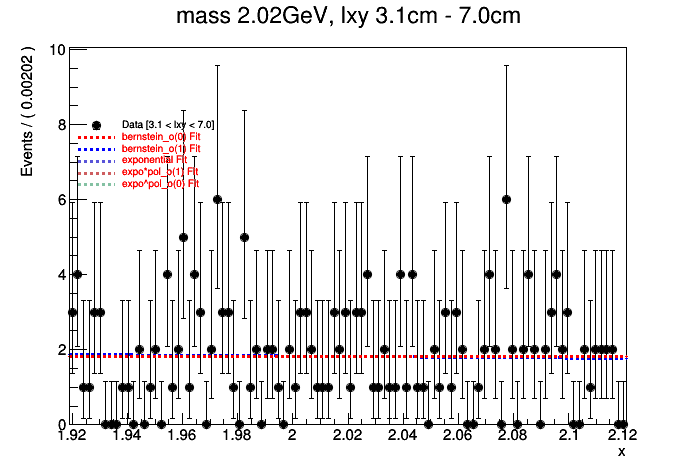 mass 2.02GeV, lxy 3.1cm - 7.0cm
Events / ( 0.00202 )
10
8
6
4
2
0
Data [3.1 < lxy < 7.0]
bernstein_o(0) Fit
bernstein_o(1) Fit
exponential Fit
expo*pol_o(1) Fit
expo^pol_o(0) Fit
1.92 1.94 1.96 1.98 2 2.02 2.04 2.06 2.08 2.1 2.12
x